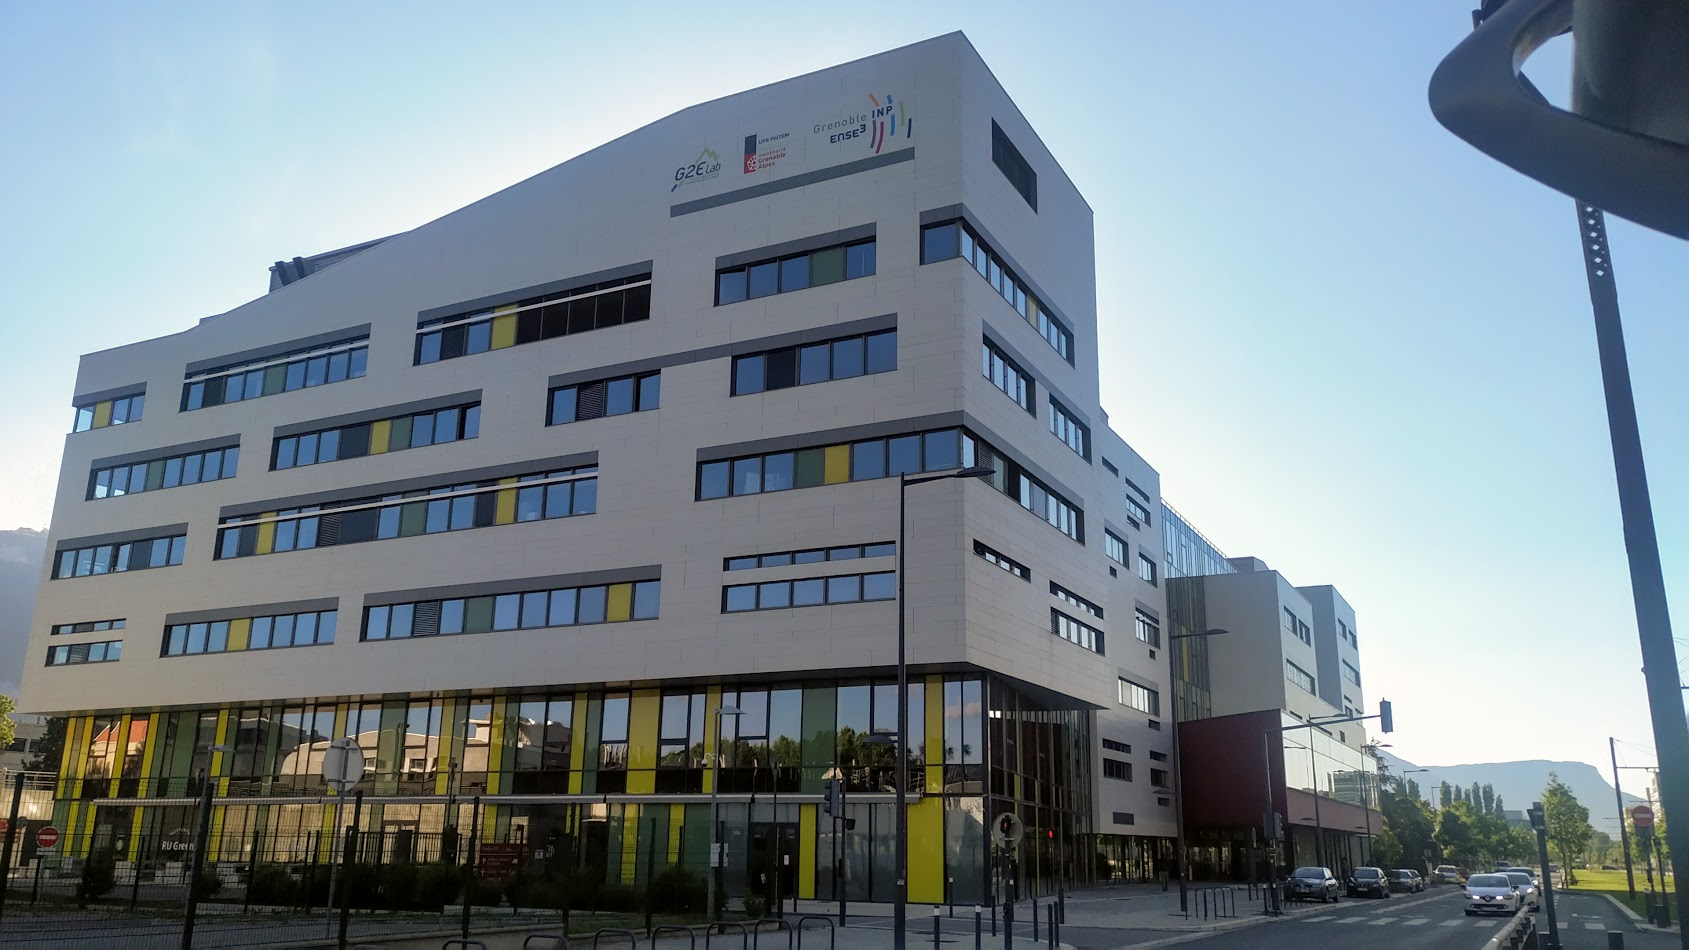 G2Elab
UFR PhITEM
UNIVERSITÉ
Grenoble
Alpes
Grenoble INP
ENSE3
RU Green